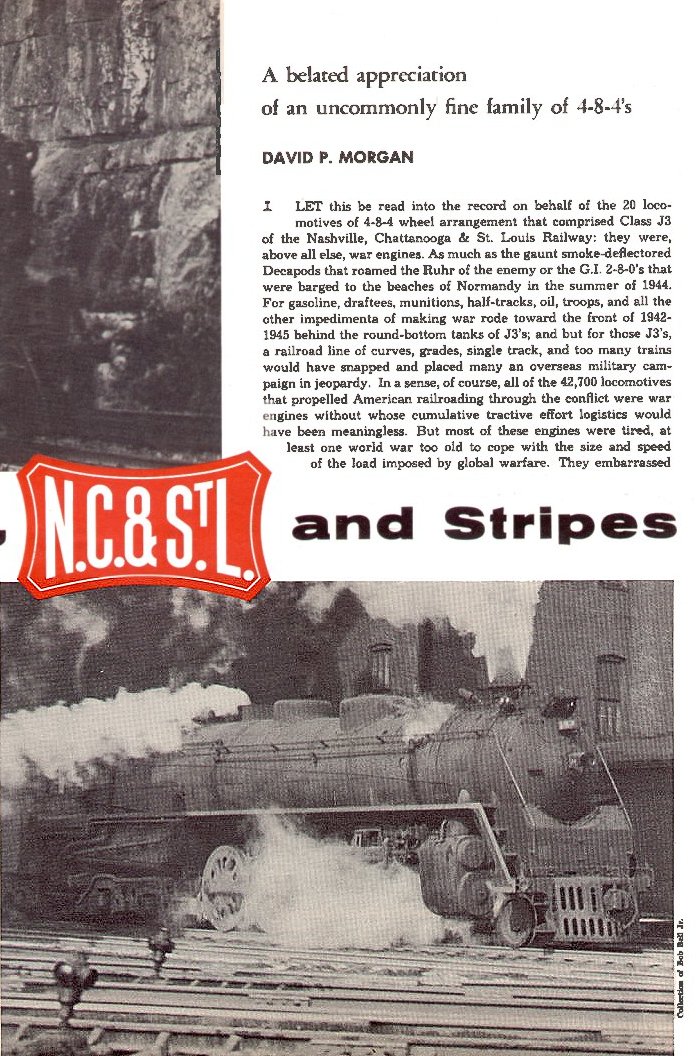 A belated appreciation
of an uncommonly fine family of 4-8-4's
DAVID P. MORGAN
1 LET this be read into the record on behalf of the 20 loco-
motives of 4-8-4 wheel arrangement that comprised Class J3
of the Nashville, Chattanooga & St. Louis Railway: they were,
above all else, war engines. As much as the gaunt smoke-deflectored
Decapods that roamed the Ruhr of the enemy or the G.I. 2-8-0's that
were barged to the beaches of Normandy in the summer of 1944.
For gasoline, draftees, munitions, half-tracks, oil, troops, and all the
other impedimenta of making war rode toward the front of 1942-
1945 behind the round-bottom tanks of J3's; and but for those J3's,
a railroad line of curves, grades, single track, and too many trains
would have snapped and placed many an overseas military cam-
paign in jeopardy. In a sense, of course, all of the 42,700 locomotives
that propelled American railroading through the conflict were war
engines without whose cumulative tractive effort logistics would
have been meaningless. But most of these engines were tired, at
least one world war too old to cope with the size and speed
of the load imposed by global warfare. They embarrassed
, N.C.& ST.L. and Stripes
Collection of Bob Bell Jr.